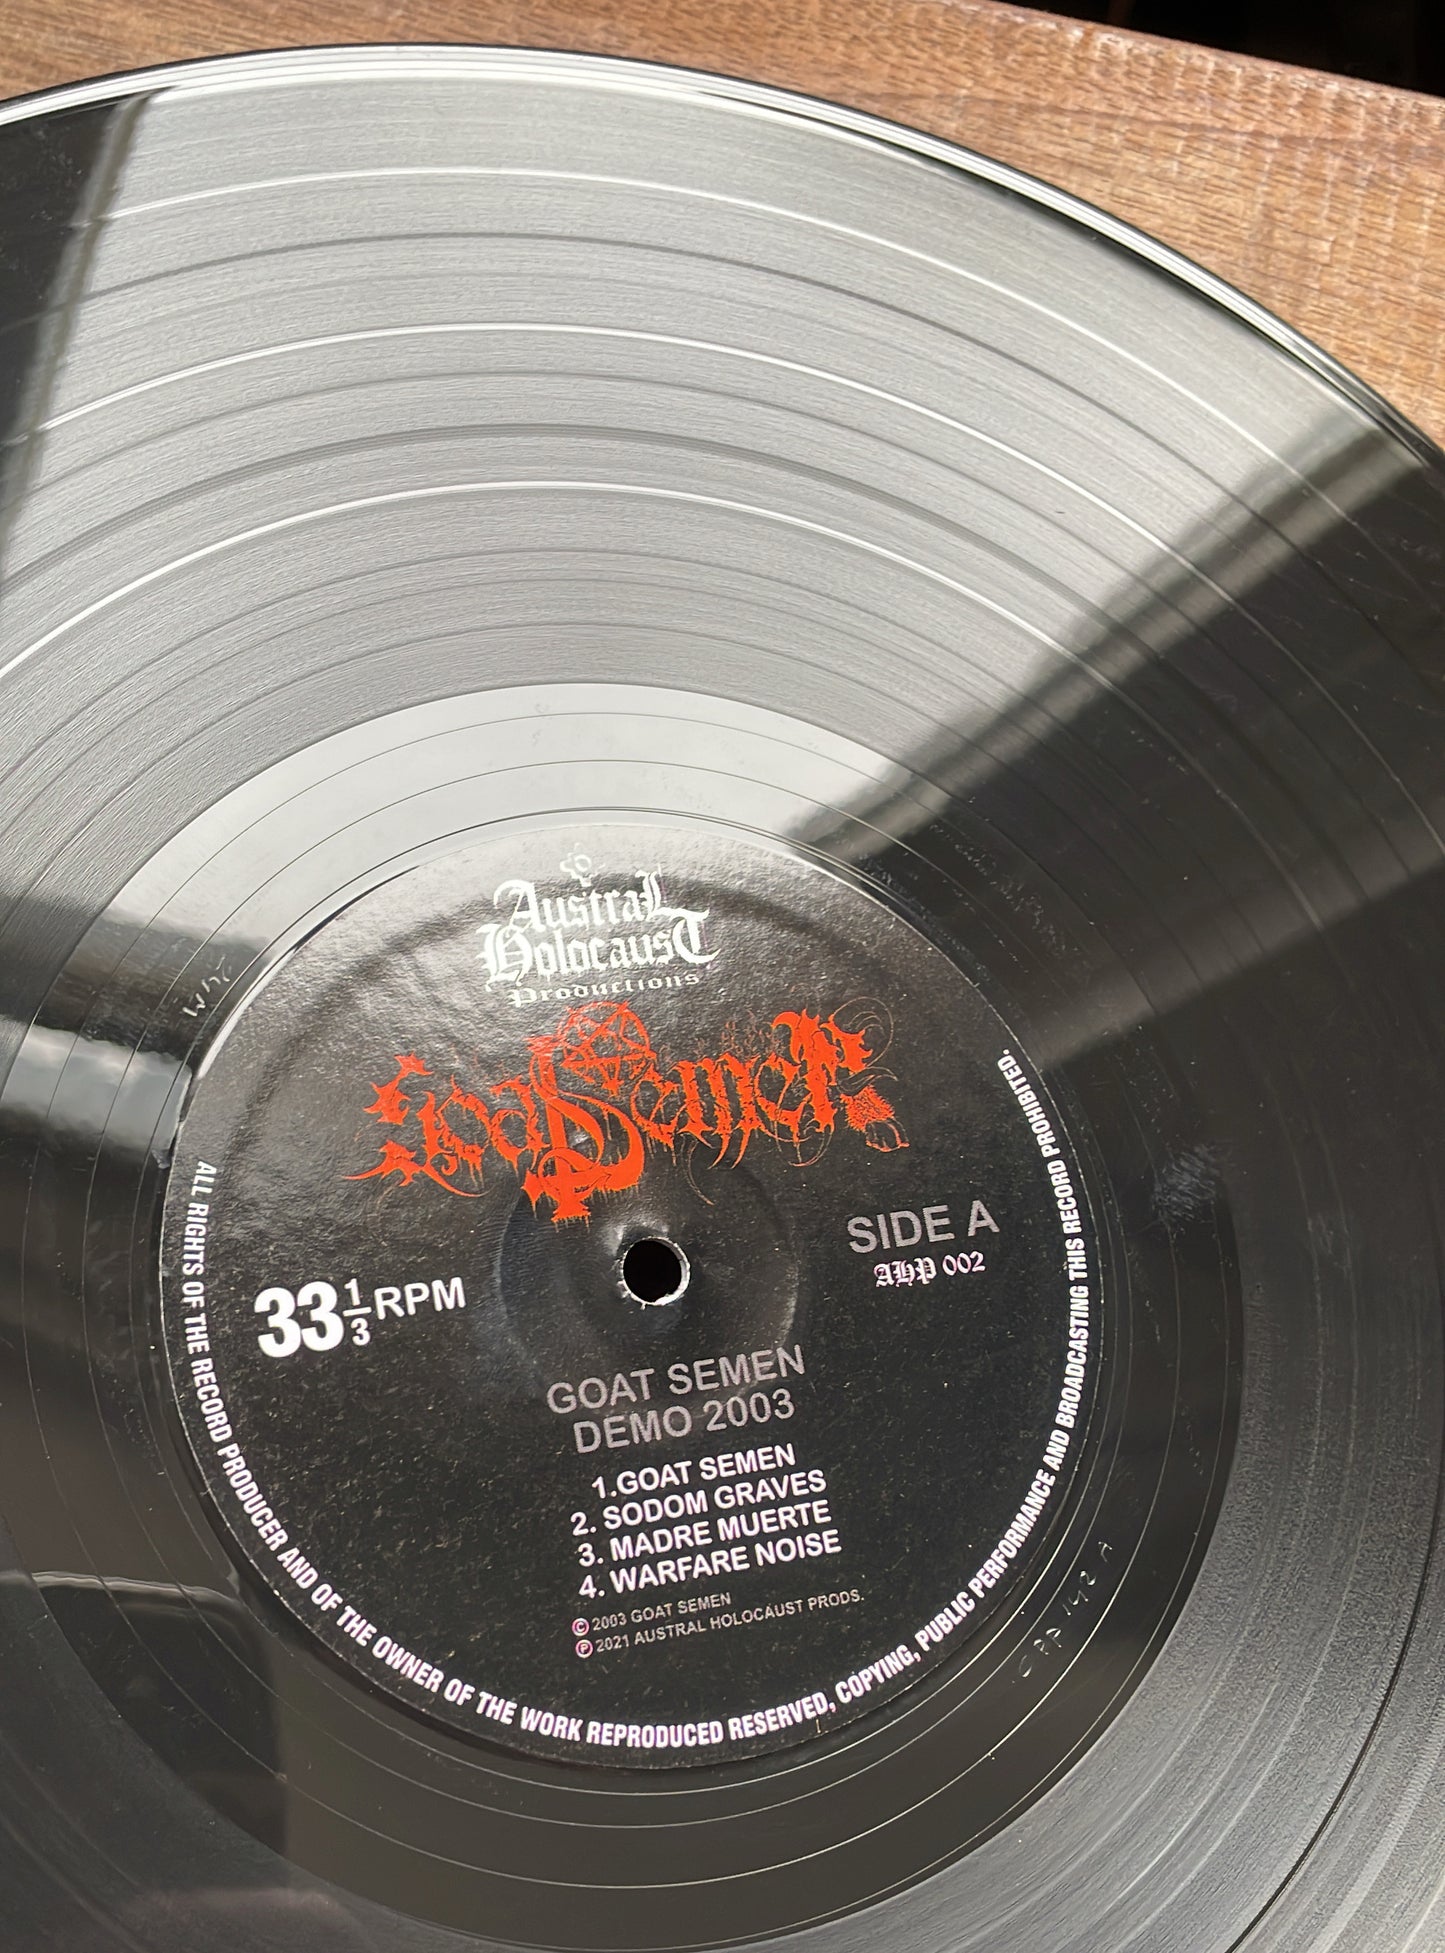 Austral
Holocaust
Productions
Goat Semen
SIDE A
AHP 002
33 1/3 RPM
GOAT SEMEN
DEMO 2003
1.GOAT SEMEN
2. SODOM GRAVES
3. MADRE MUERTE
4. WARFARE NOISE
© 2003 GOAT SEMEN
℗ 2021 AUSTRAL HOLOCAUST PRODS.
ALL RIGHTS OF THE RECORD PRODUCER AND OF THE OWNER OF THE WORK REPRODUCED RESERVED, COPYING, PUBLIC PERFORMANCE AND BROADCASTING THIS RECORD PROHIBITED.